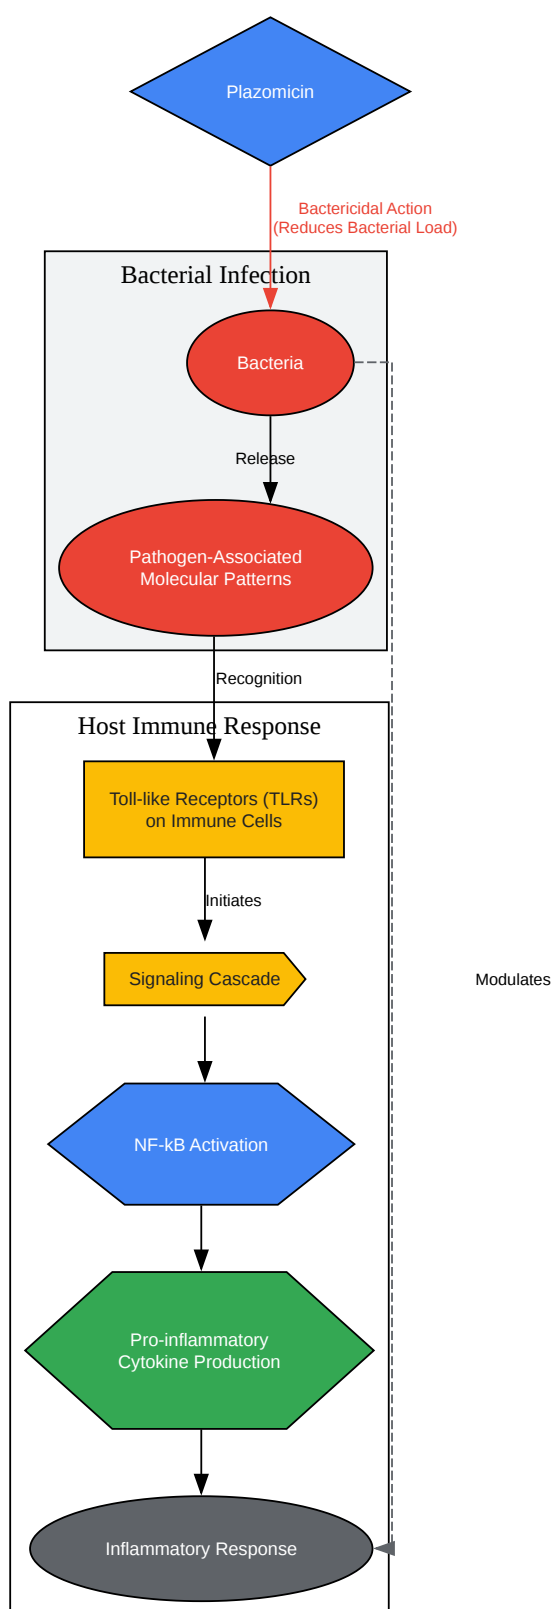 Plazomicin
Bactericidal Action
(Reduces Bacterial Load)
Bacterial Infection
Bacteria
Release
Pathogen-Associated
Molecular Patterns
Recognition
Host Immune Response
Toll-like Receptors (TLRs)
on Immune Cells
Initiates
Signaling Cascade
Modulates
NF-kB Activation
Pro-inflammatory
Cytokine Production
Inflammatory Response